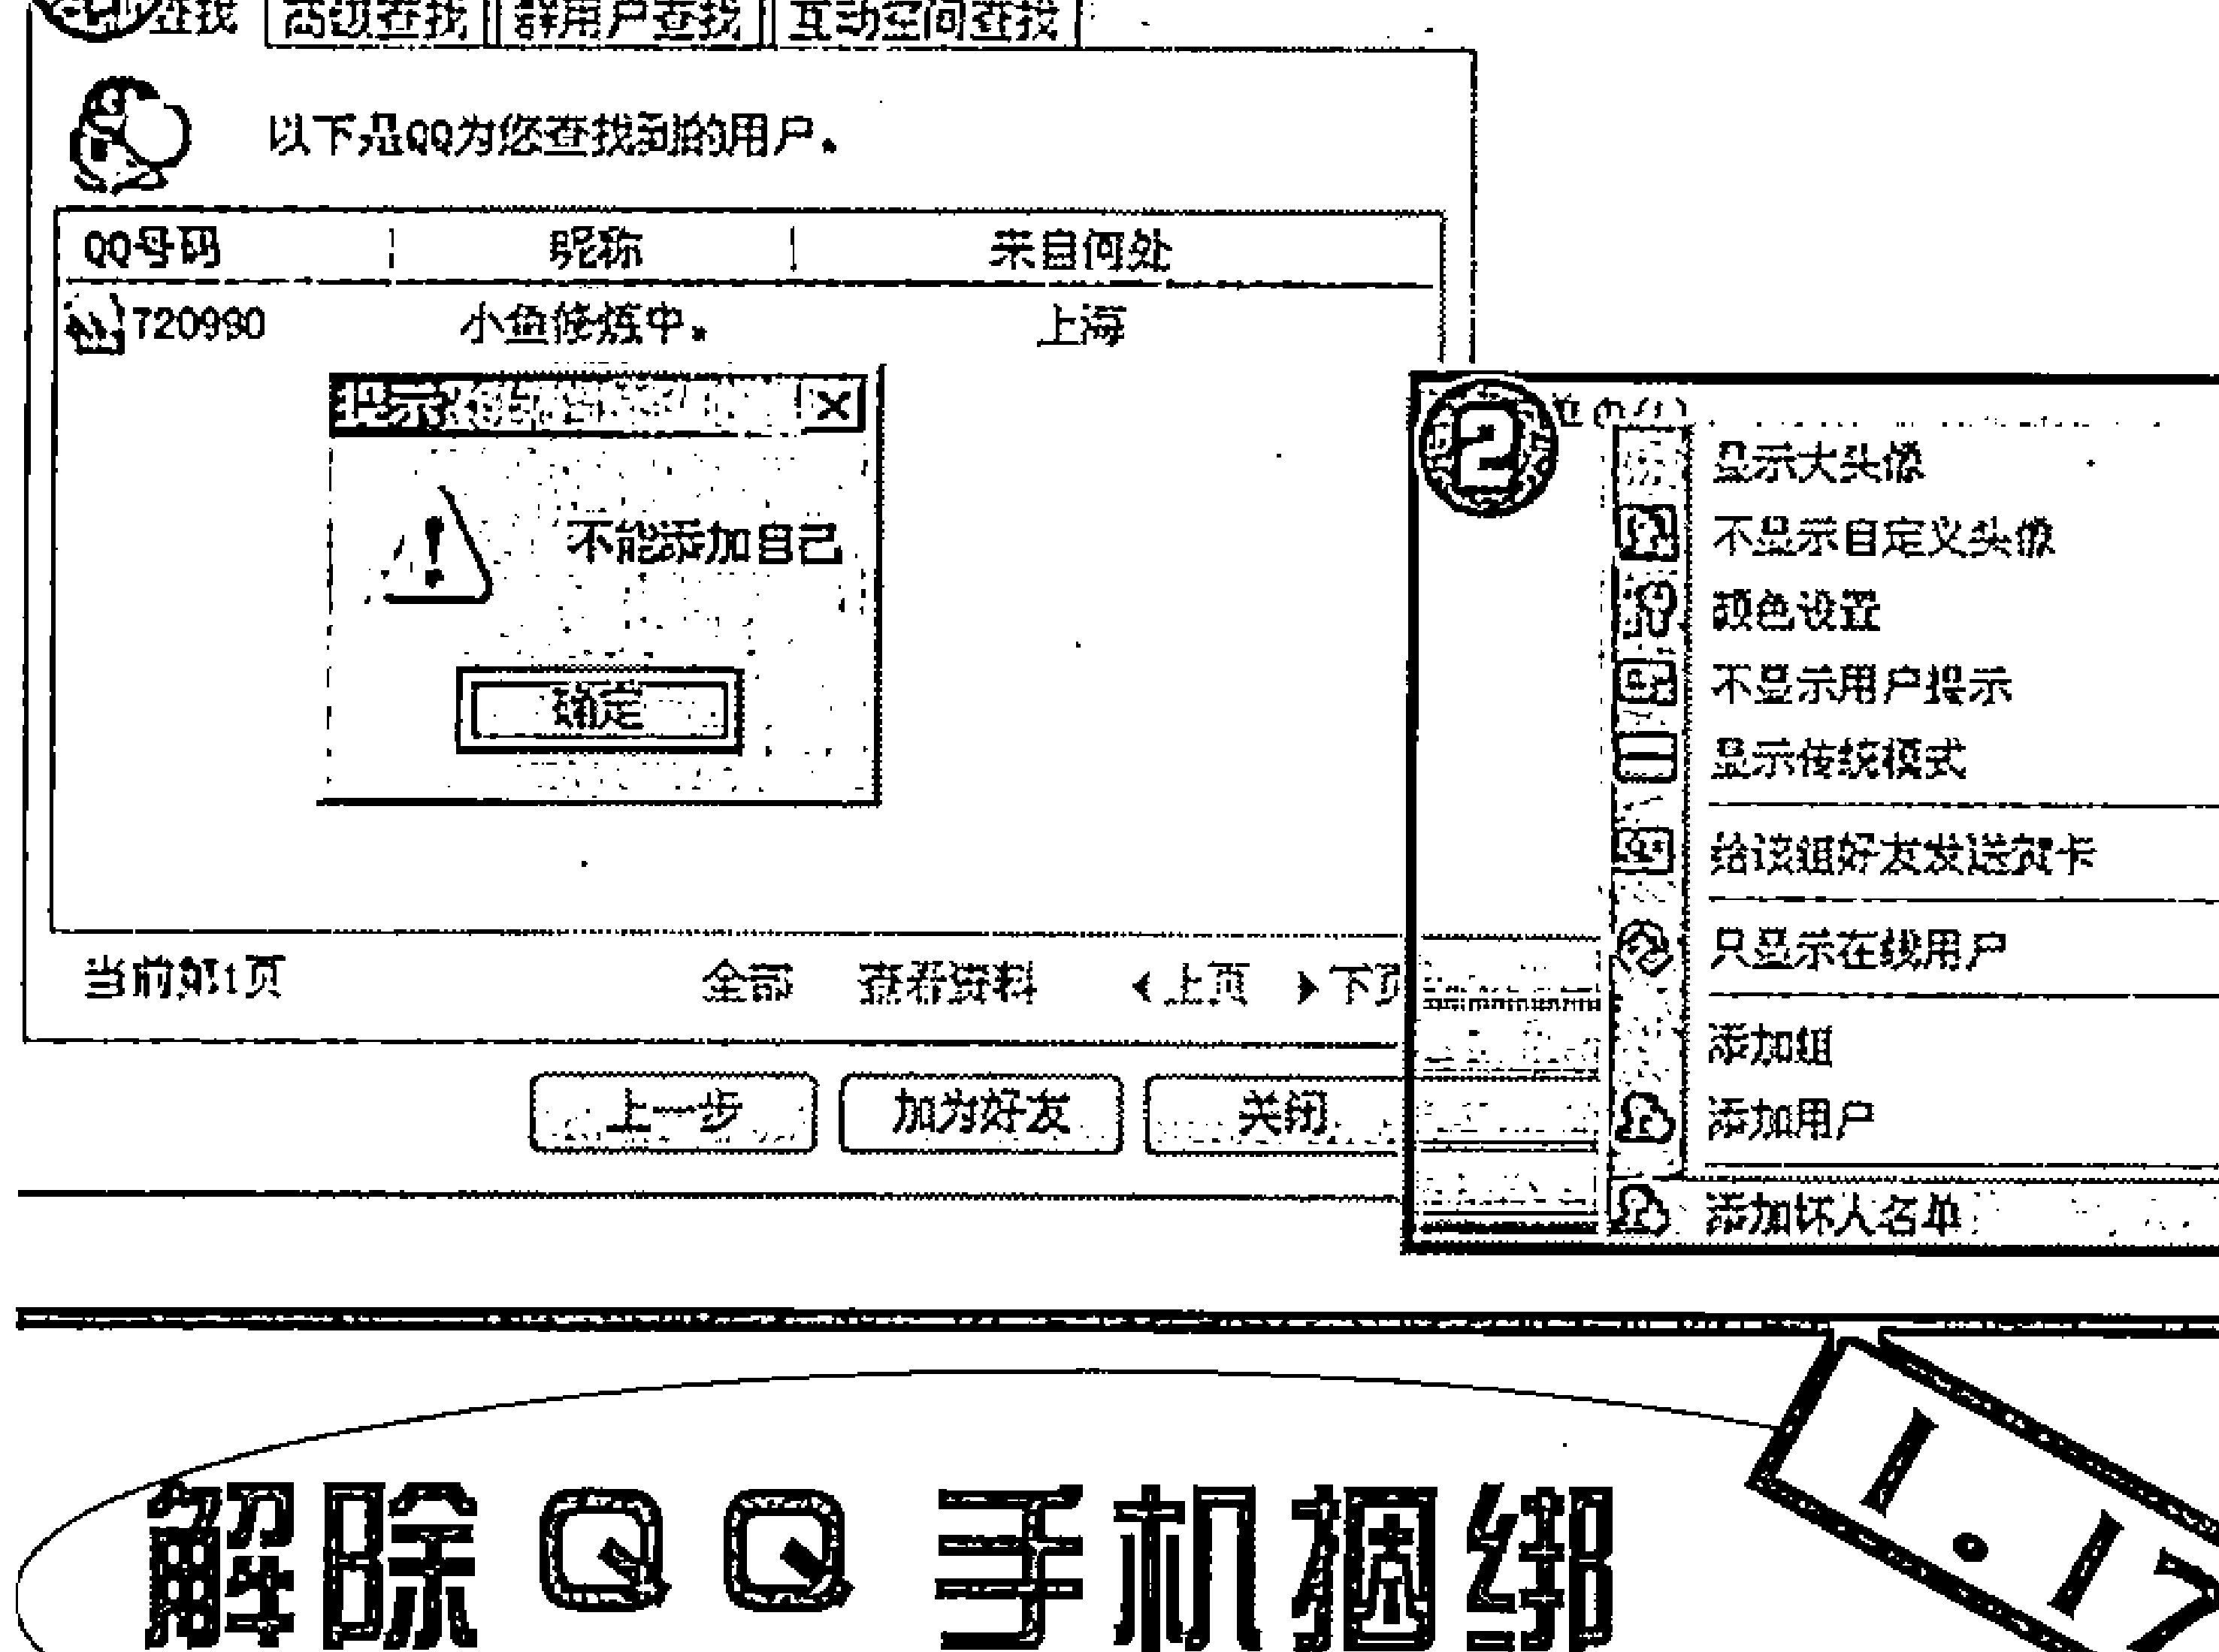 查找 高级查找 群用户查找 互动空间查找
以下是QQ为您查找到的用户。
QQ号码 昵称 来自何处
720990 小鱼修炼中。 上海
提示
不能添加自己
确定
当前第1页 全部 查看资料 上页 下页
上一步 加为好友 关闭
2
显示大头像
不显示自定义头像
颜色设置
不显示用户提示
显示传统模式
给该组好友发送贺卡
只显示在线用户
添加组
添加用户
添加坏人名单
解除QQ手机捆绑
1.17